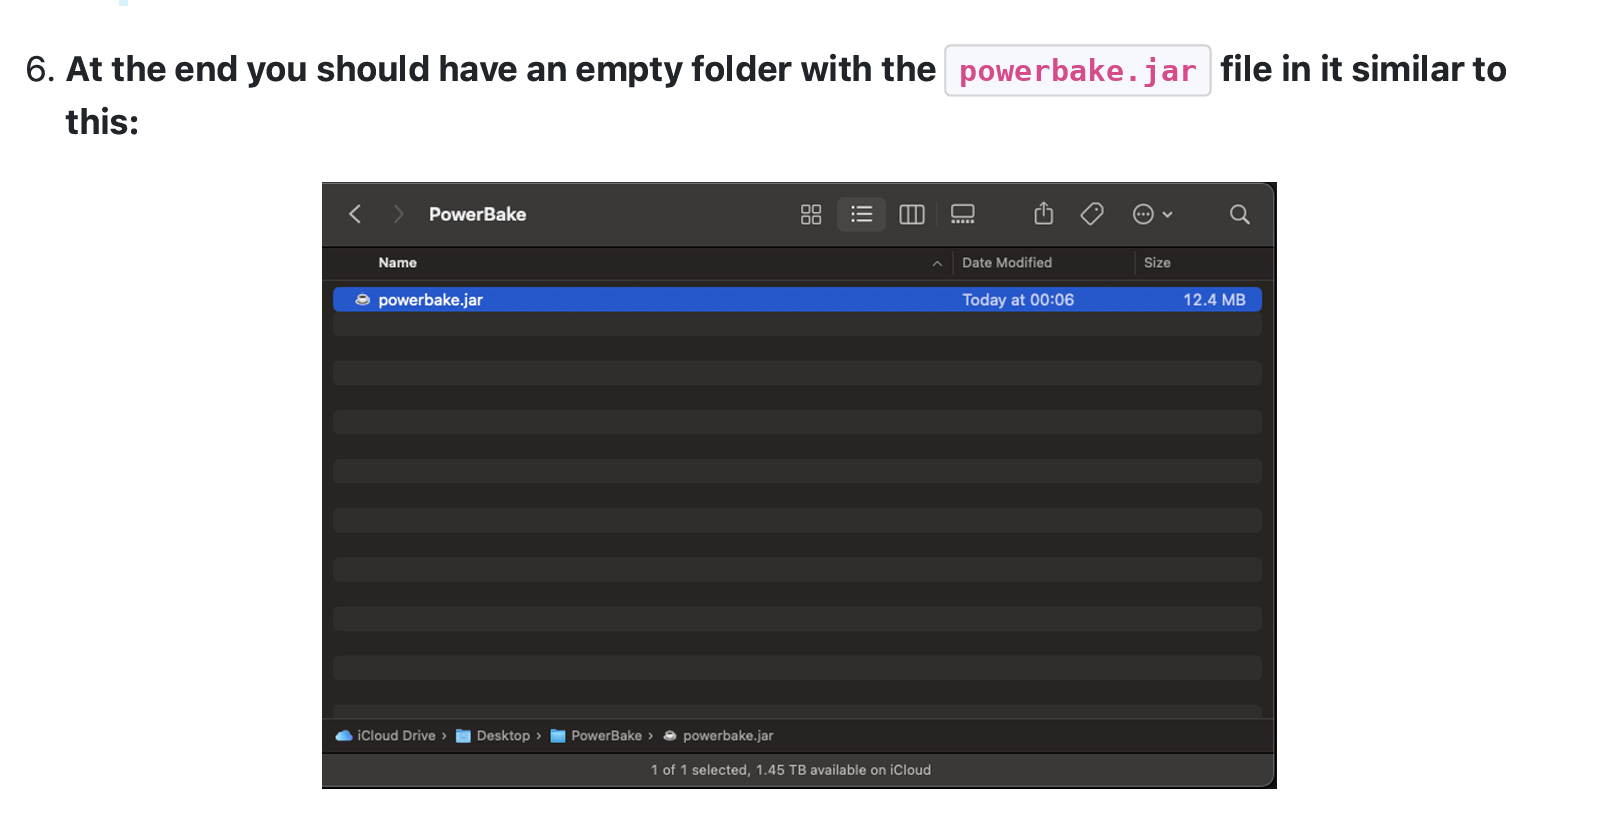 6. At the end you should have an empty folder with the powerbake.jar file in it similar to
this:
PowerBake
Name Date Modified Size
powerbake.jar Today at 00:06 12.4 MB
iCloud Drive › Desktop › PowerBake › powerbake.jar
1 of 1 selected, 1.45 TB available on iCloud